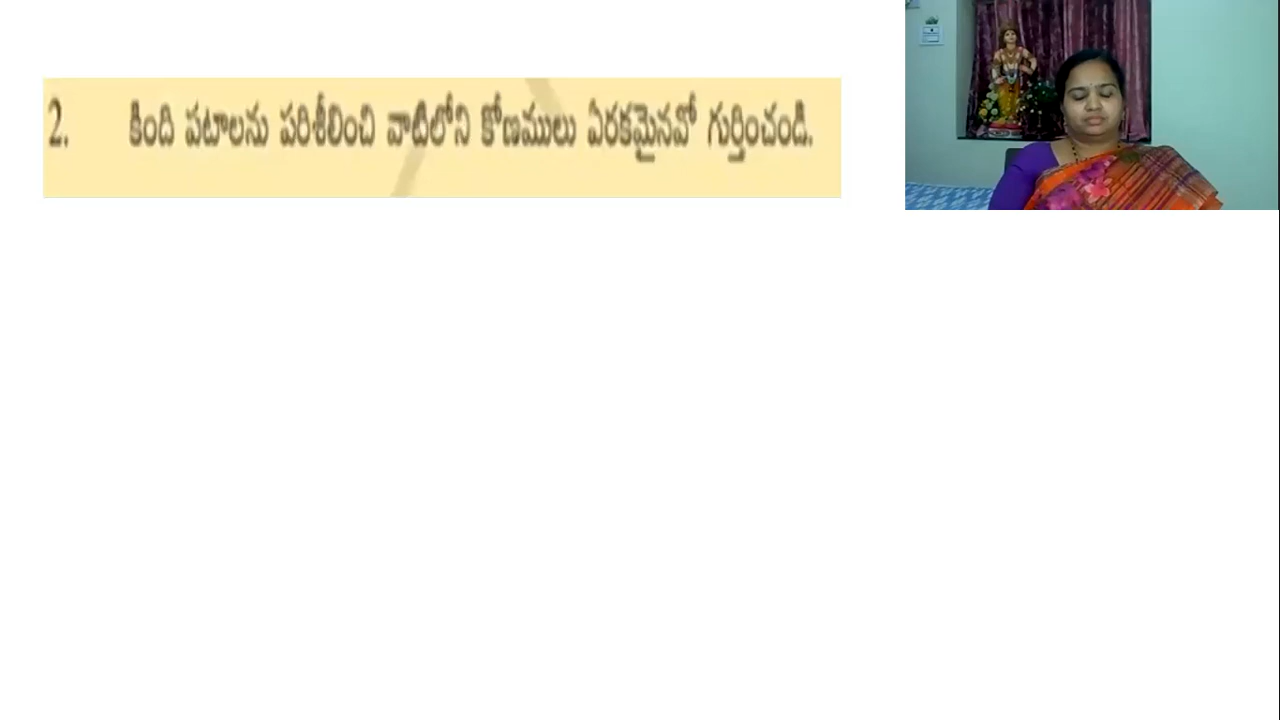 2. కింది పటాలను పరిశీలించి వాటిలోని కోణములు ఏరకమైనవో గుర్తించండి.